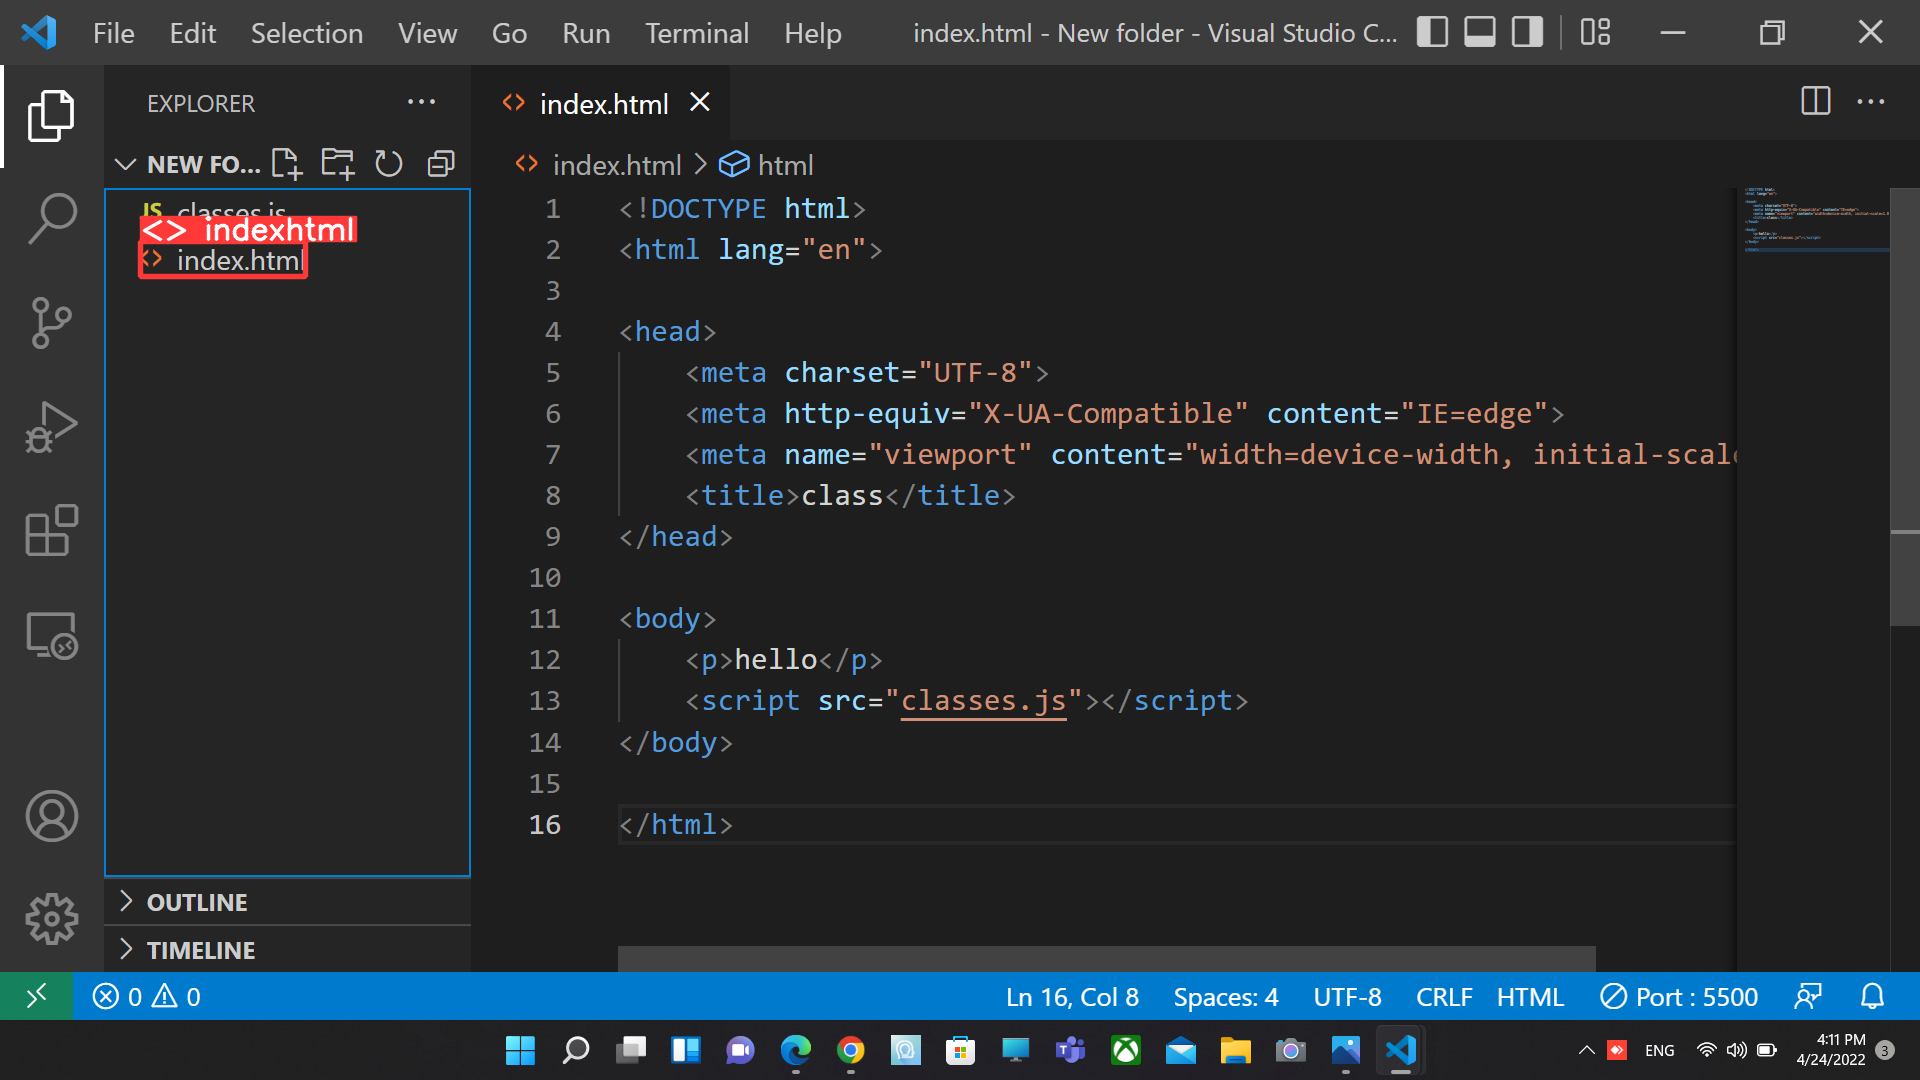 File Edit Selection View Go Run Terminal Help index.html - New folder - Visual Studio C...
EXPLORER
index.html
NEW FO...
index.html > html
JS classes.js
<> indexhtml
<> index.html
1 <!DOCTYPE html>
2 <html lang="en">
3
4 <head>
5 <meta charset="UTF-8">
6 <meta http-equiv="X-UA-Compatible" content="IE=edge">
7 <meta name="viewport" content="width=device-width, initial-scale
8 <title>class</title>
9 </head>
10
11 <body>
12 <p>hello</p>
13 <script src="classes.js"></script>
14 </body>
15
16 </html>
OUTLINE
TIMELINE
0 0 Ln 16, Col 8 Spaces: 4 UTF-8 CRLF HTML Port : 5500
ENG
4:11 PM
4/24/2022
3